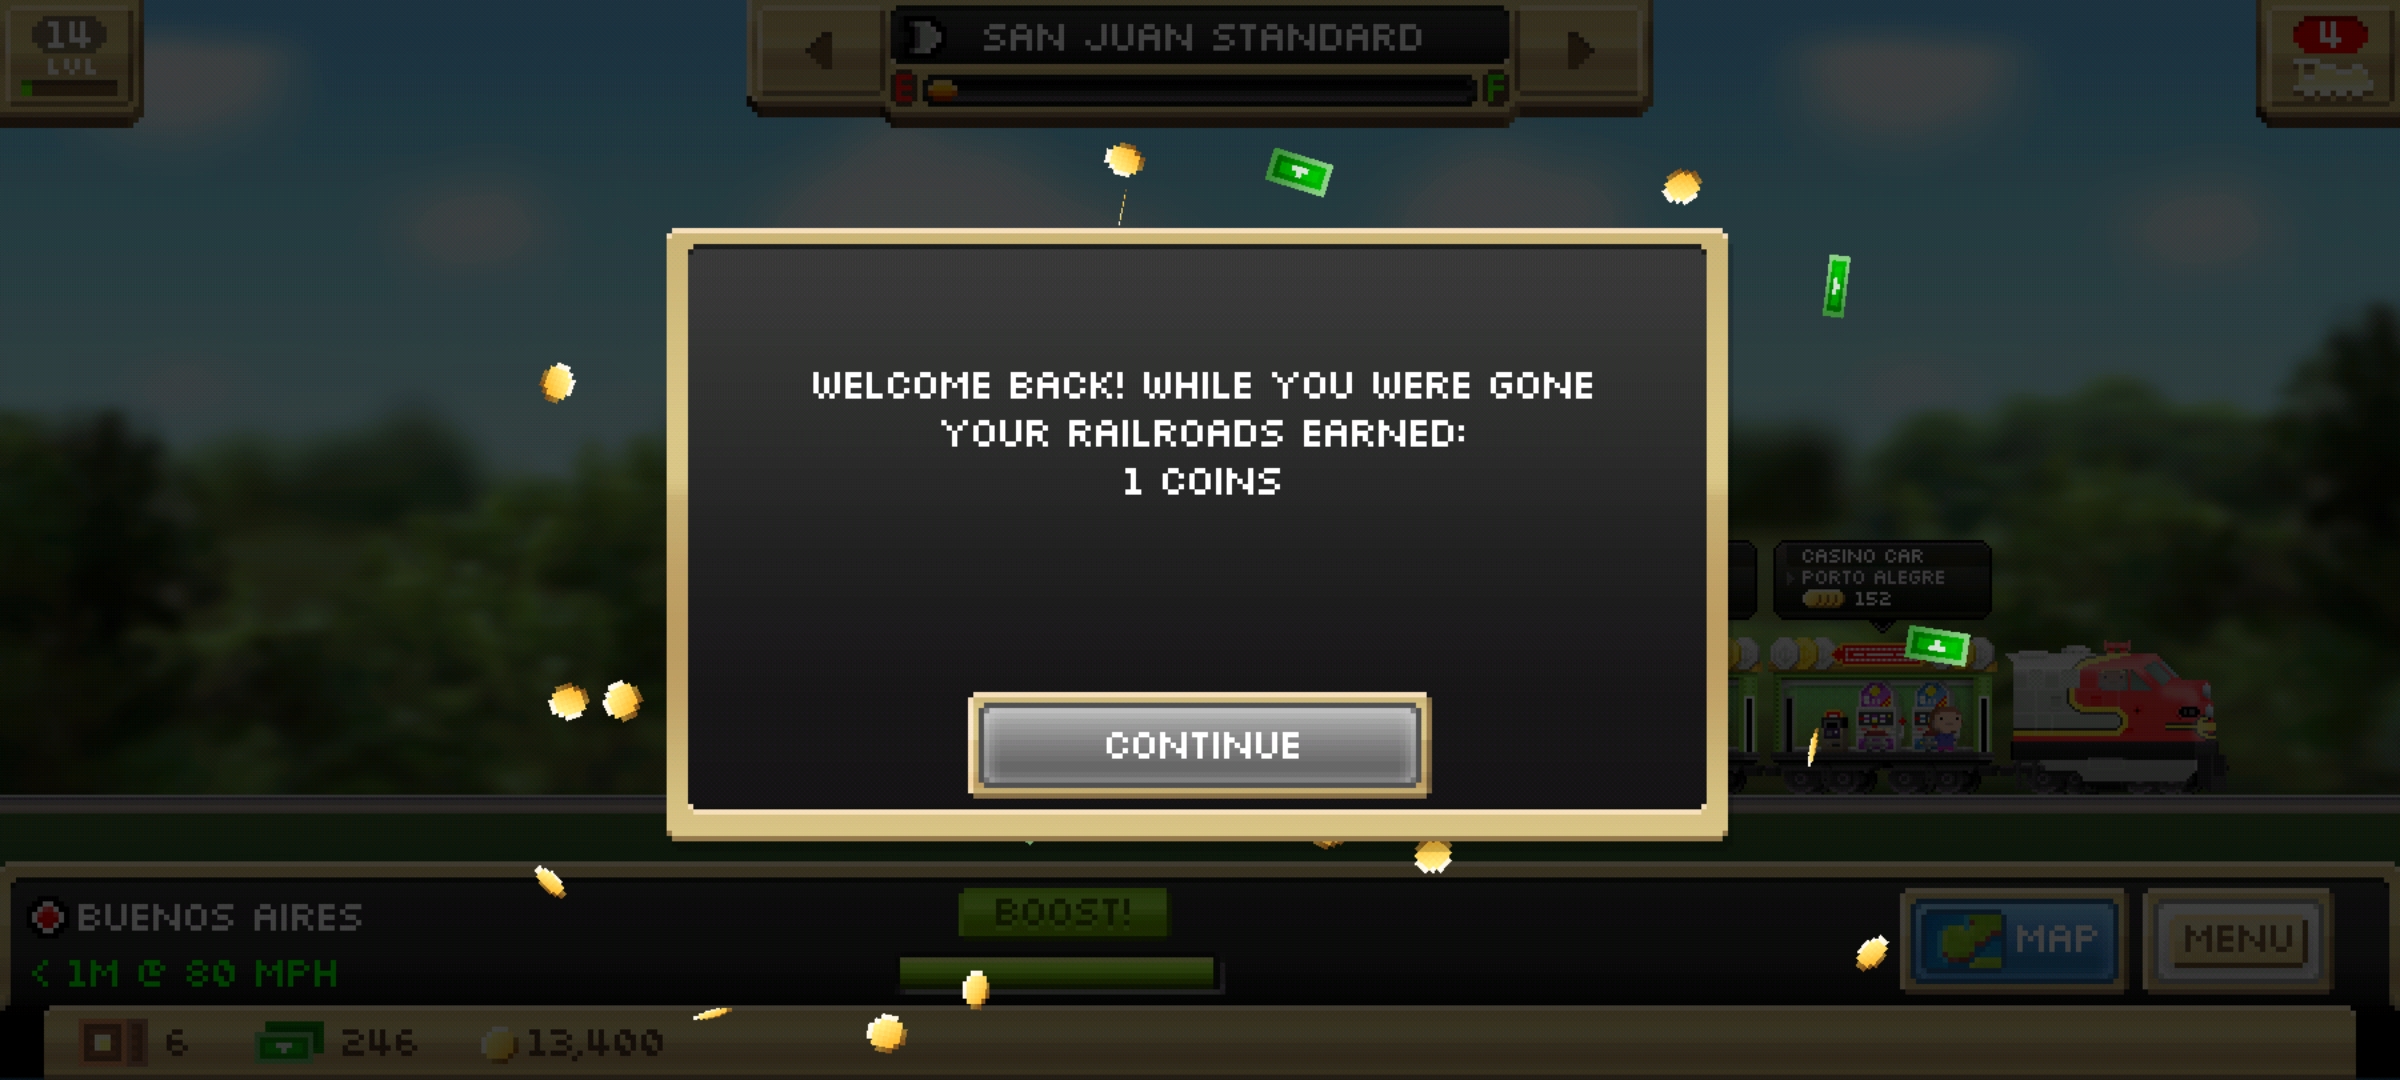 14
LVL
SAN JUAN STANDARD
E F
4
WELCOME BACK! WHILE YOU WERE GONE
YOUR RAILROADS EARNED:
1 COINS
CONTINUE
CASINO CAR
PORTO ALEGRE
152
BUENOS AIRES
< 1M @ 80 MPH
BOOST!
MAP
MENU
6
246
13,400